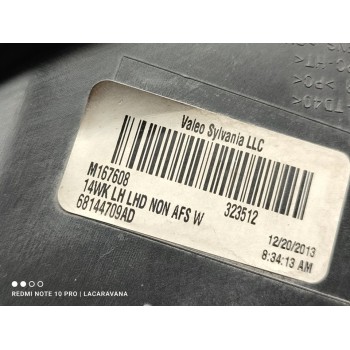 Valeo Sylvania LLC
M167608
323512
14WK LH LHD NON AFS W
68144709AD
12/20/2013
8:34:13 AM
REDMI NOTE 10 PRO | LACARAVANA